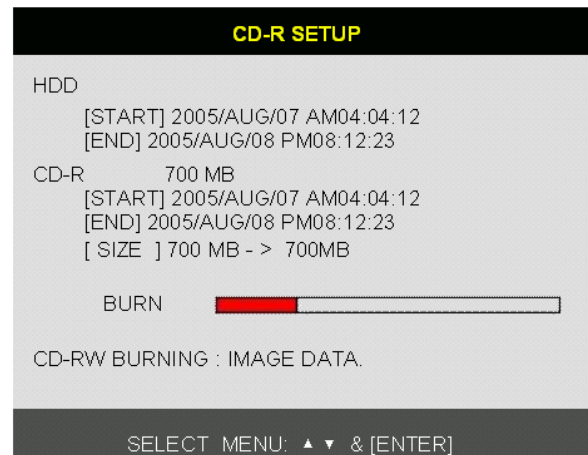 CD-R SETUP
HDD
[START] 2005/AUG/07 AM04:04:12
[END] 2005/AUG/08 PM08:12:23
CD-R 700 MB
[START] 2005/AUG/07 AM04:04:12
[END] 2005/AUG/08 PM08:12:23
[ SIZE ] 700 MB - > 700MB
BURN
CD-RW BURNING : IMAGE DATA.
SELECT MENU: ▲ ▼ & [ENTER]